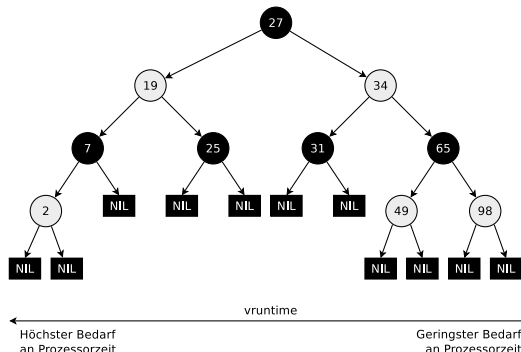 27
19
34
7
25
31
65
2
NIL
NIL
NIL
NIL
NIL
49
98
NIL
NIL
NIL
NIL
NIL
NIL
vruntime
Höchster Bedarf
an Prozessorzeit
Geringster Bedarf
an Prozessorzeit